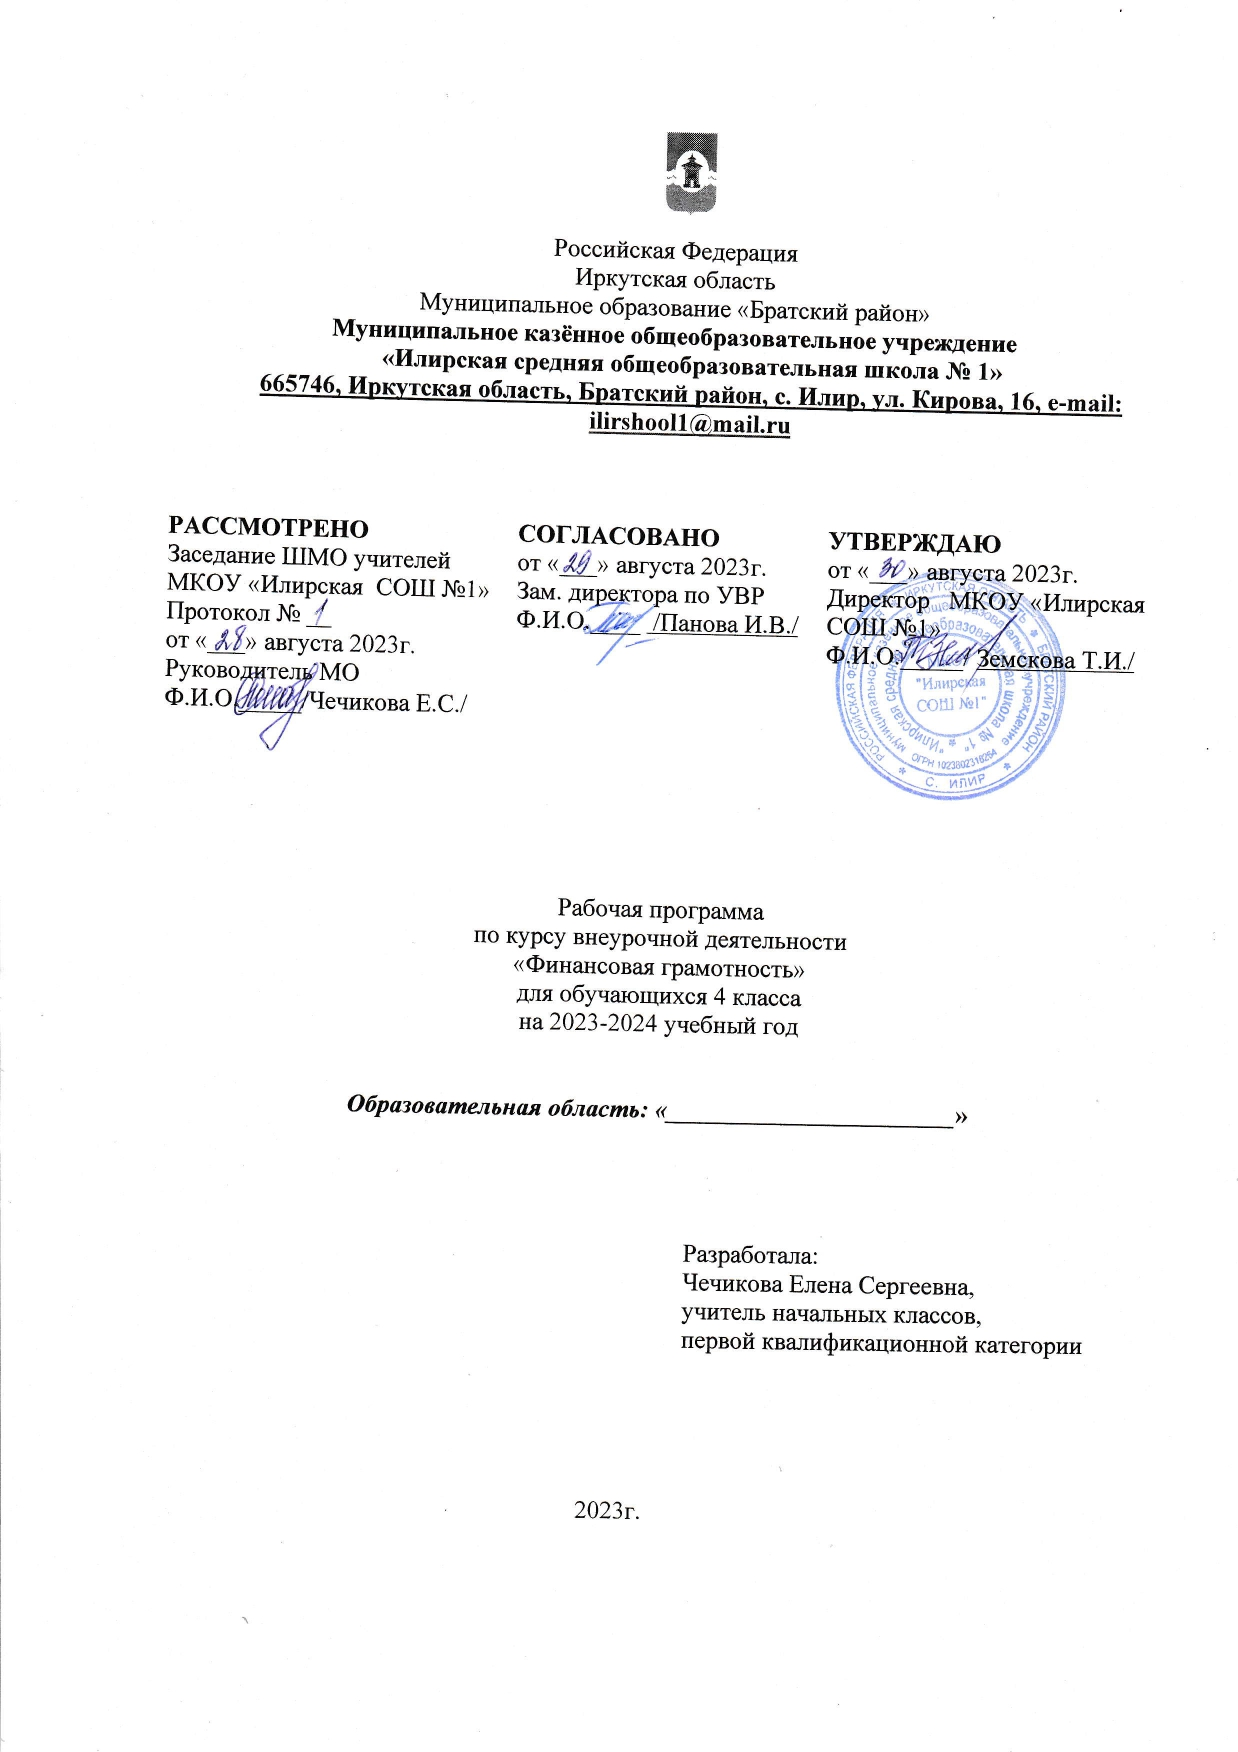 Российская Федерация
Иркутская область
Муниципальное образование «Братский район»
Муниципальное казённое общеобразовательное учреждение
«Илирская средняя общеобразовательная школа № 1»
665746, Иркутская область, Братский район, с. Илир, ул. Кирова, 16, e-mail:
ilirshool1@mail.ru
РАССМОТРЕНО
Заседание ШМО учителей
МКОУ «Илирская СОШ №1»
Протокол № 1
от «28» августа 2023г.
Руководитель МО
Ф.И.О. /Чечикова Е.С./
СОГЛАСОВАНО
от «29» августа 2023г.
Зам. директора по УВР
Ф.И.О. /Панова И.В./
УТВЕРЖДАЮ
от «30» августа 2023г.
Директор МКОУ «Илирская
СОШ №1»
Ф.И.О. Земскова Т.И./
"Илирская
СОШ №1"
С. ИЛИР
Рабочая программа
по курсу внеурочной деятельности
«Финансовая грамотность»
для обучающихся 4 класса
на 2023-2024 учебный год
Образовательная область: «______________________»
Разработала:
Чечикова Елена Сергеевна,
учитель начальных классов,
первой квалификационной категории
2023г.